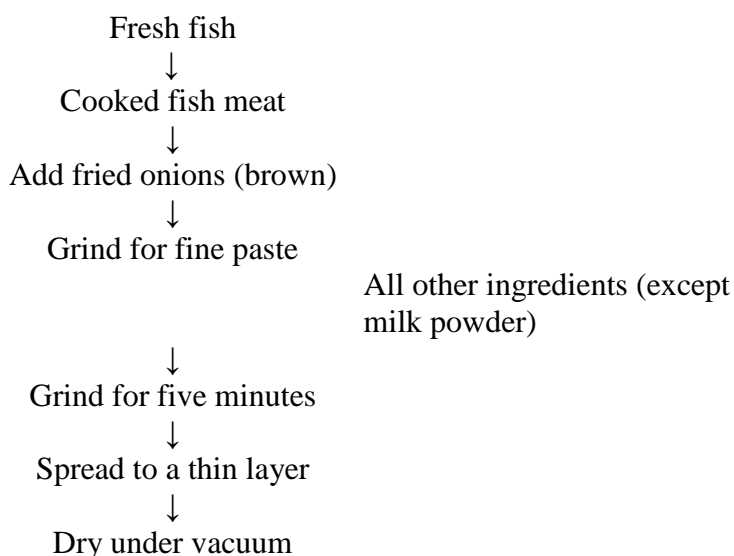 Fresh fish
↓
Cooked fish meat
↓
Add fried onions (brown)
↓
Grind for fine paste
All other ingredients (except
milk powder)
↓
Grind for five minutes
↓
Spread to a thin layer
↓
Dry under vacuum